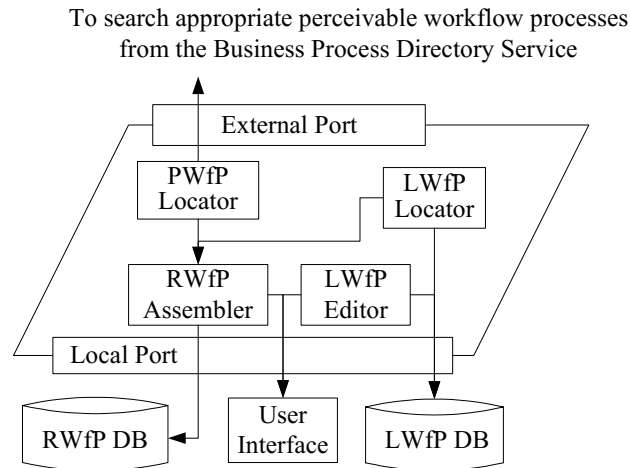 To search appropriate perceivable workflow processes
from the Business Process Directory Service
External Port
PWfP
Locator
LWfP
Locator
RWfP
Assembler
LWfP
Editor
Local Port
RWfP DB
User
Interface
LWfP DB